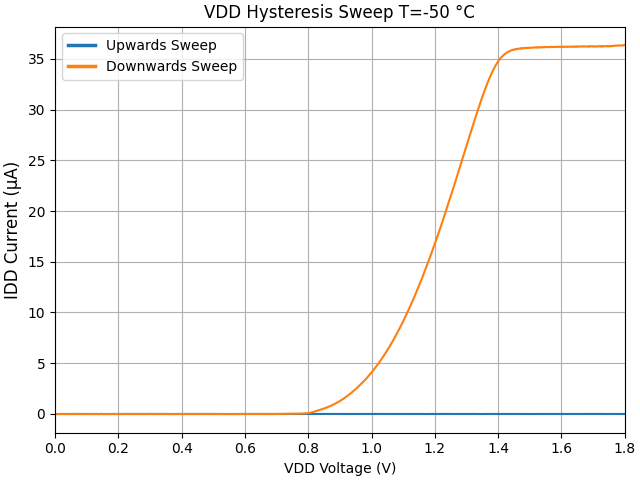 VDD Hysteresis Sweep T=-50 °C
Upwards Sweep
Downwards Sweep
IDD Current (µA)
35
30
25
20
15
10
5
0
0.0 0.2 0.4 0.6 0.8 1.0 1.2 1.4 1.6 1.8
VDD Voltage (V)